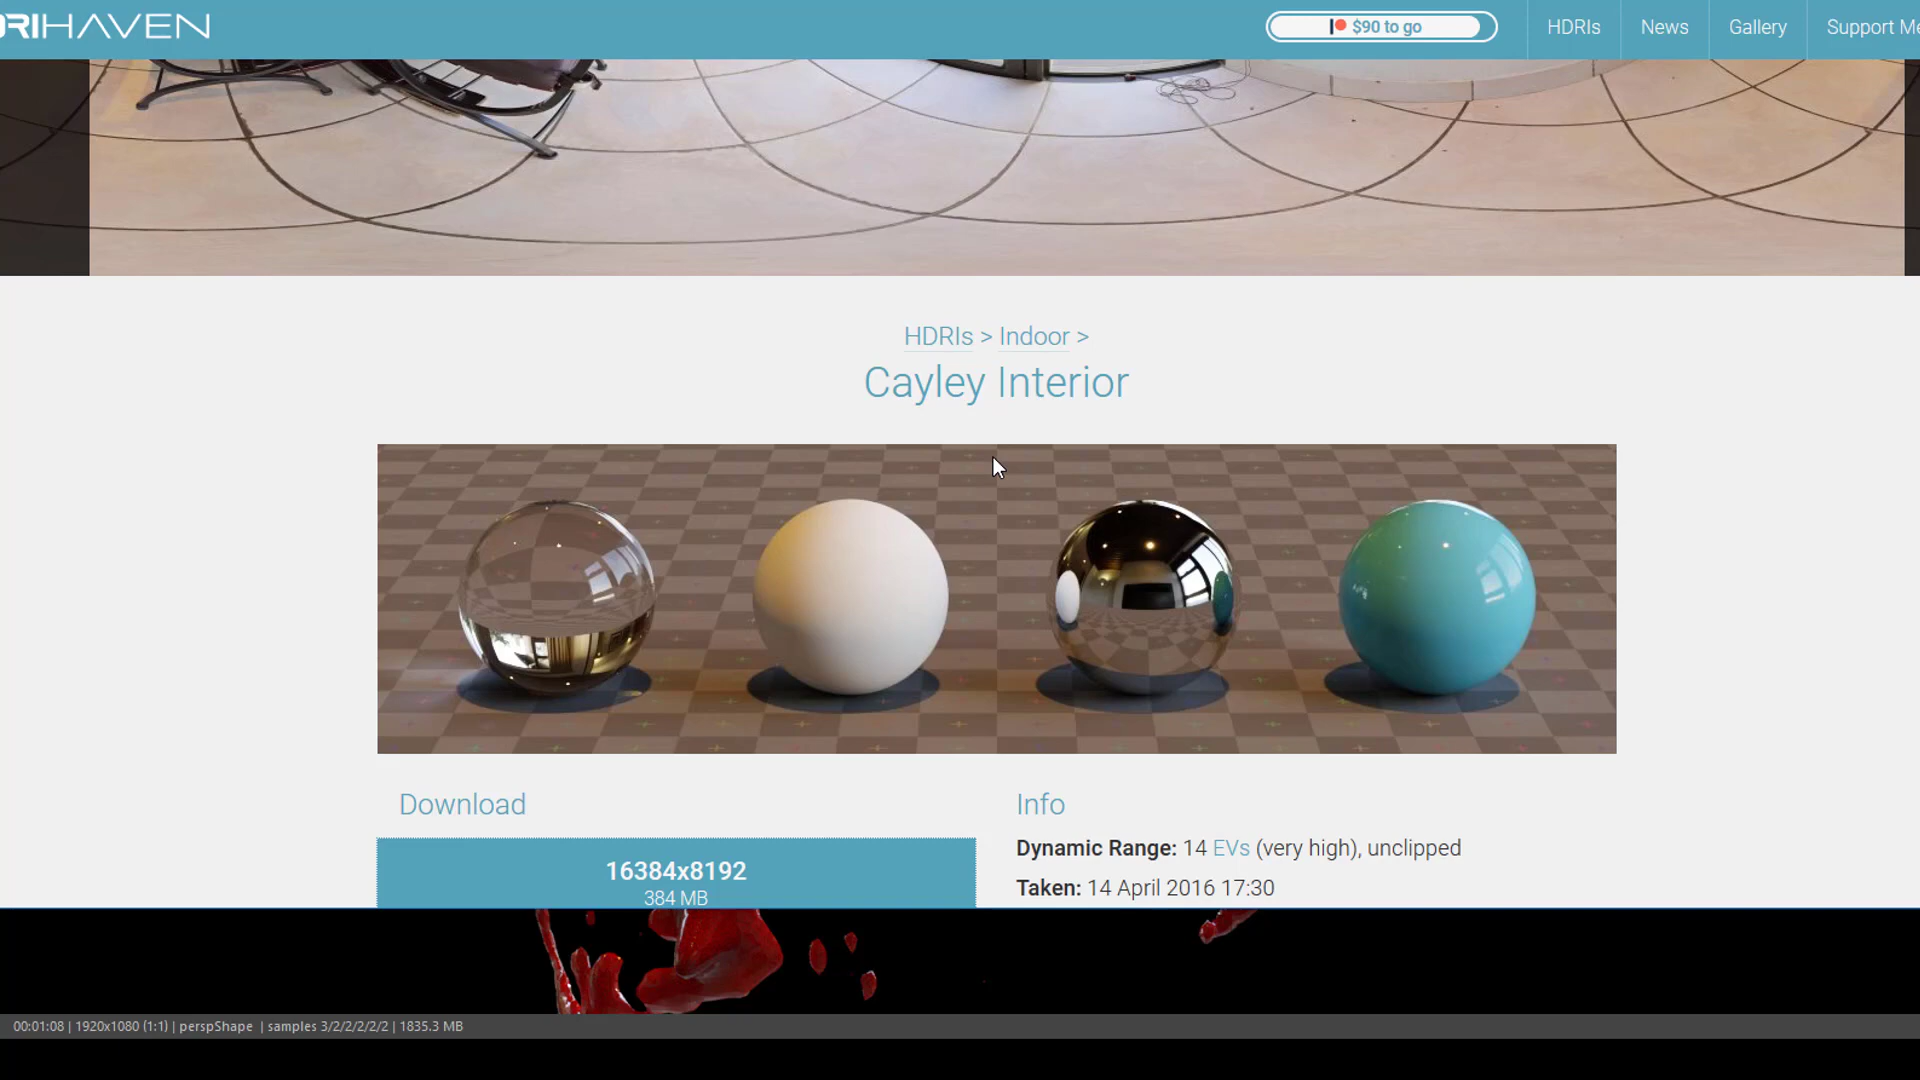 DRIHAVEN
$90 to go
HDRIs
News
Gallery
Support Me
HDRIs > Indoor >
Cayley Interior
Download
Info
16384x8192
384 MB
Dynamic Range: 14 EVs (very high), unclipped
Taken: 14 April 2016 17:30
00:01:08 | 1920x1080 (1:1) | perspShape | samples 3/2/2/2/2/2 | 1835.3 MB